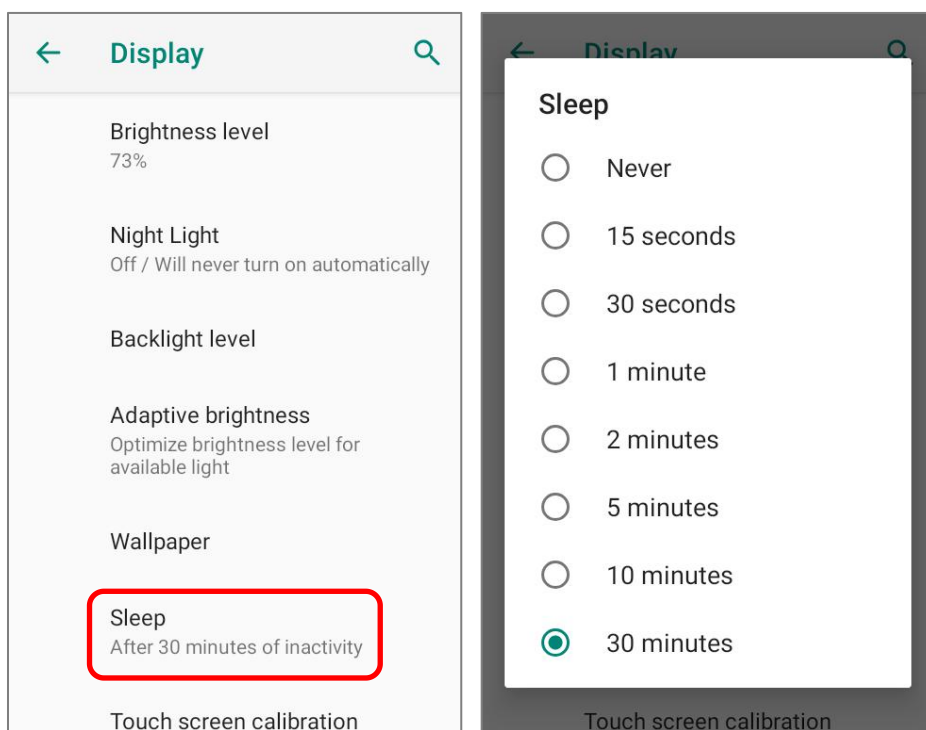 Display
Brightness level
73%
Night Light
Off / Will never turn on automatically
Backlight level
Adaptive brightness
Optimize brightness level for
available light
Wallpaper
Sleep
After 30 minutes of inactivity
Touch screen calibration
Display
Sleep
Never
15 seconds
30 seconds
1 minute
2 minutes
5 minutes
10 minutes
30 minutes
Touch screen calibration